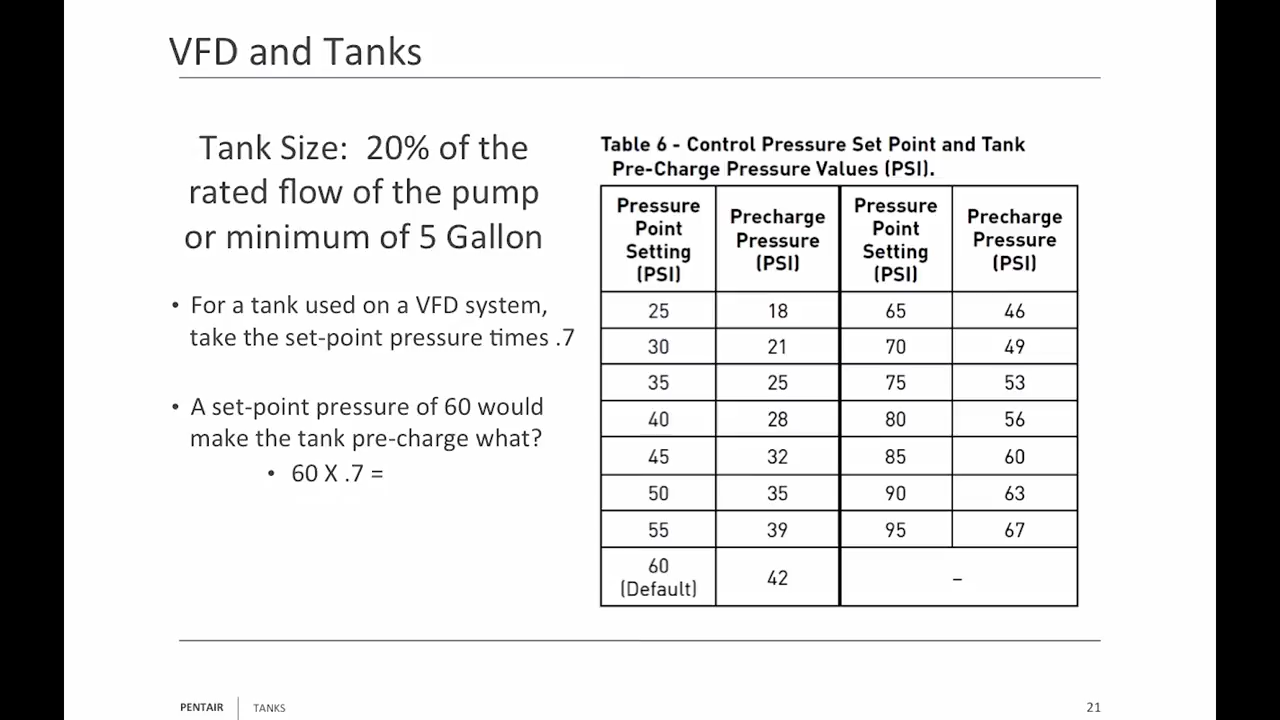 VFD and Tanks
Tank Size: 20% of the
rated flow of the pump
or minimum of 5 Gallon
• For a tank used on a VFD system,
take the set-point pressure times .7
• A set-point pressure of 60 would
make the tank pre-charge what?
• 60 X .7 =
Table 6 - Control Pressure Set Point and Tank
Pre-Charge Pressure Values (PSI).
Pressure Point Setting (PSI) Precharge Pressure (PSI) Pressure Point Setting (PSI) Precharge Pressure (PSI)
25 18 65 46
30 21 70 49
35 25 75 53
40 28 80 56
45 32 85 60
50 35 90 63
55 39 95 67
60 (Default) 42 –
PENTAIR TANKS 21